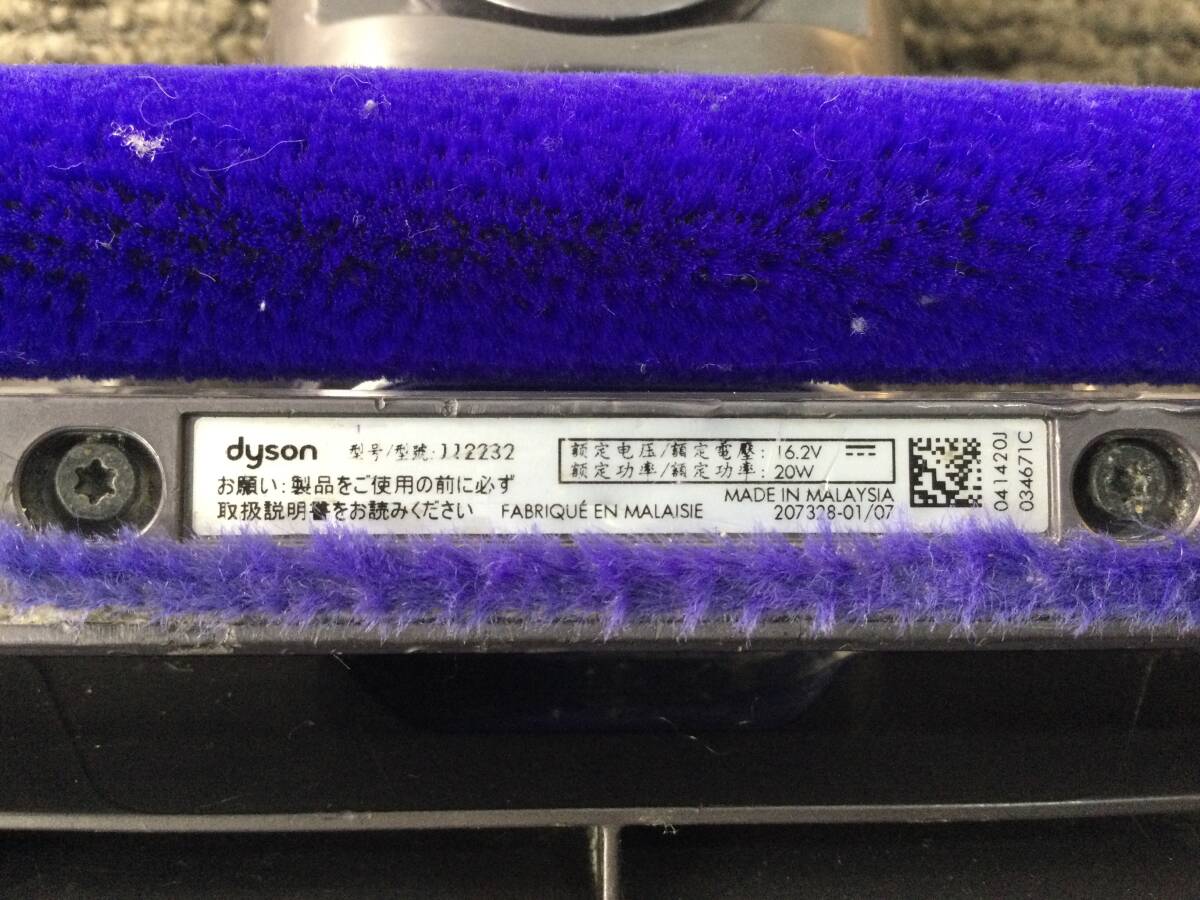 dyson 型号/型號: 112232
お願い: 製品をご使用の前に必ず
取扱説明書をお読みください FABRIQUÉ EN MALAISIE
额定电压/額定電壓: 16.2V ⎓
额定功率/額定功率: 20W
MADE IN MALAYSIA
207328-01/07
041420J
034671C